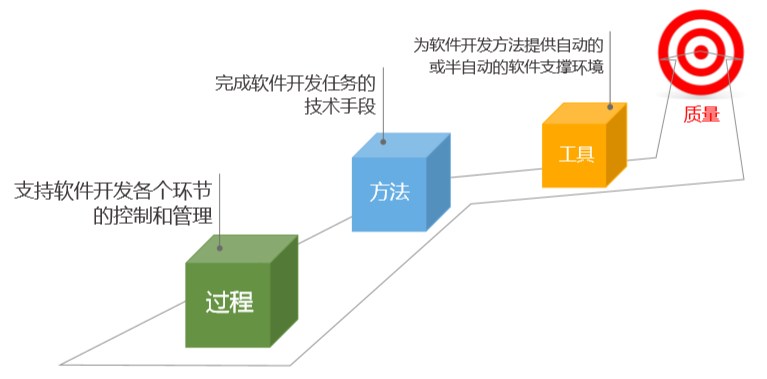 为软件开发方法提供自动的
或半自动的软件支撑环境
质量
完成软件开发任务的
技术手段
工具
支持软件开发各个环节
的控制和管理
方法
过程